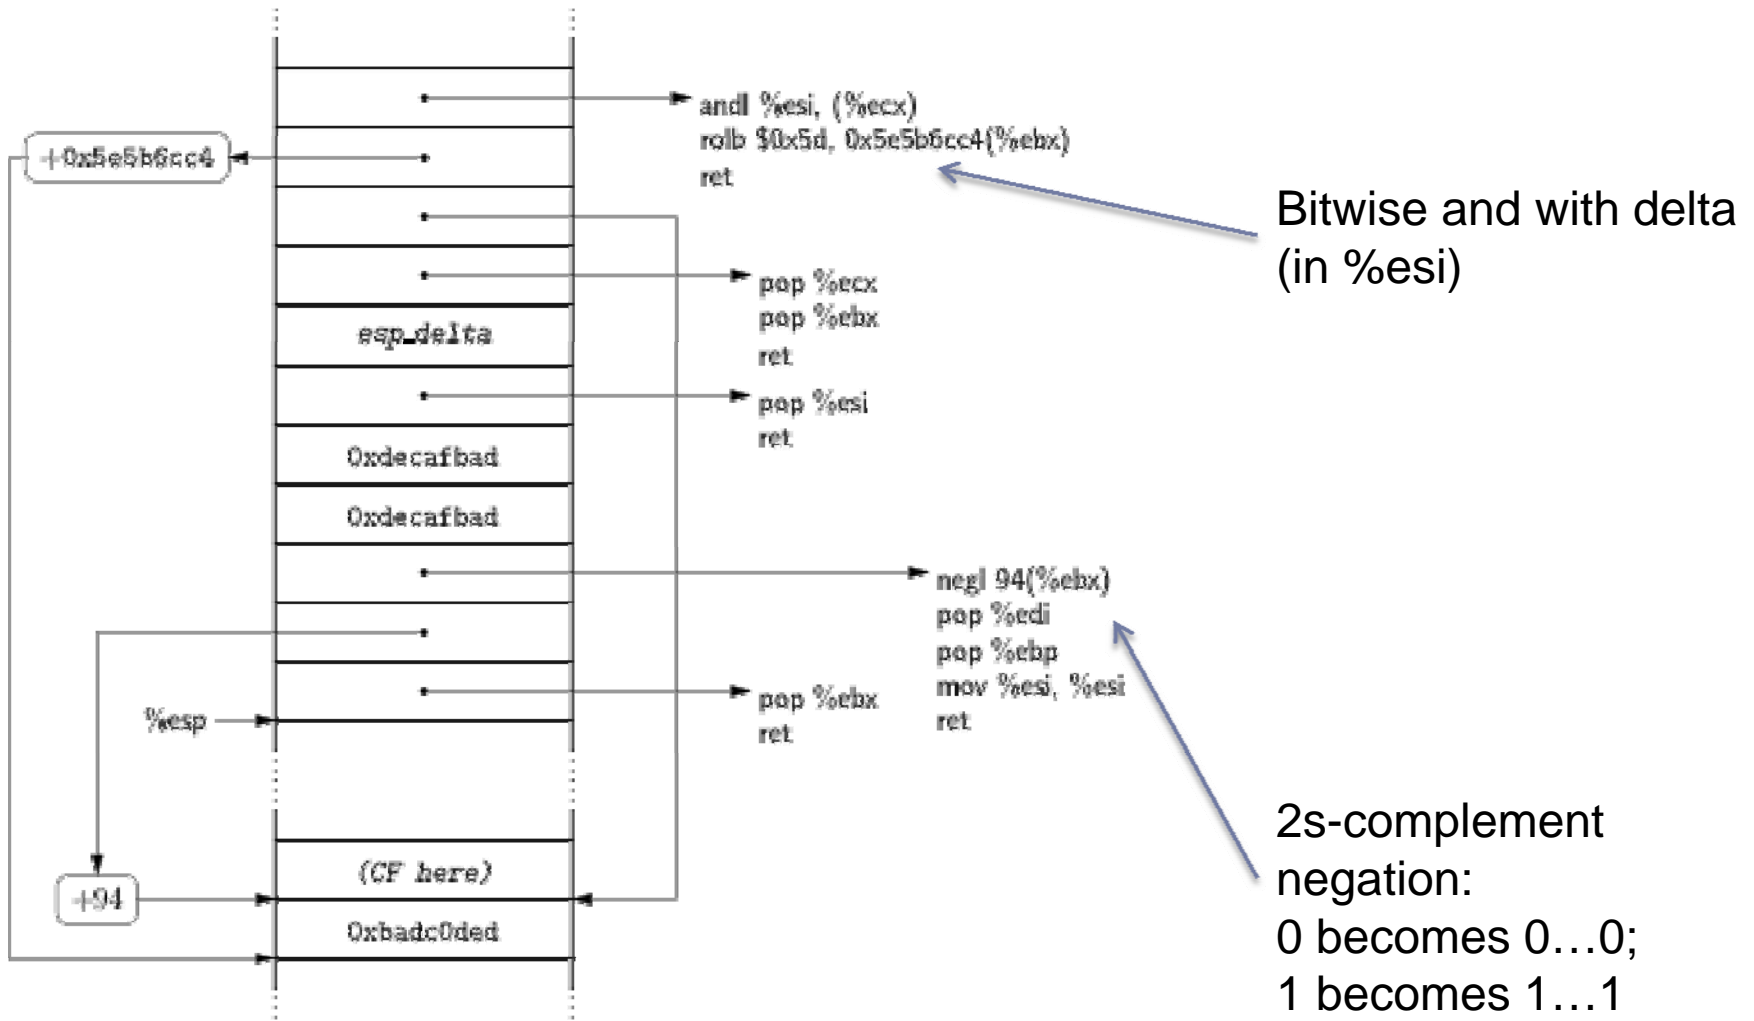 andl %esi, (%ecx)
rolb $0x5d, 0x5e5b6cc4(%ebx)
ret
+0x5e5b6cc4
Bitwise and with delta
(in %esi)
pop %ecx
pop %ebx
ret
esp_delta
pop %esi
ret
0xdecafbad
0xdecafbad
negl 94(%ebx)
pop %edi
pop %ebp
mov %esi, %esi
ret
pop %ebx
ret
%esp
(CF here)
+94
0xbadc0ded
2s-complement
negation:
0 becomes 0…0;
1 becomes 1…1